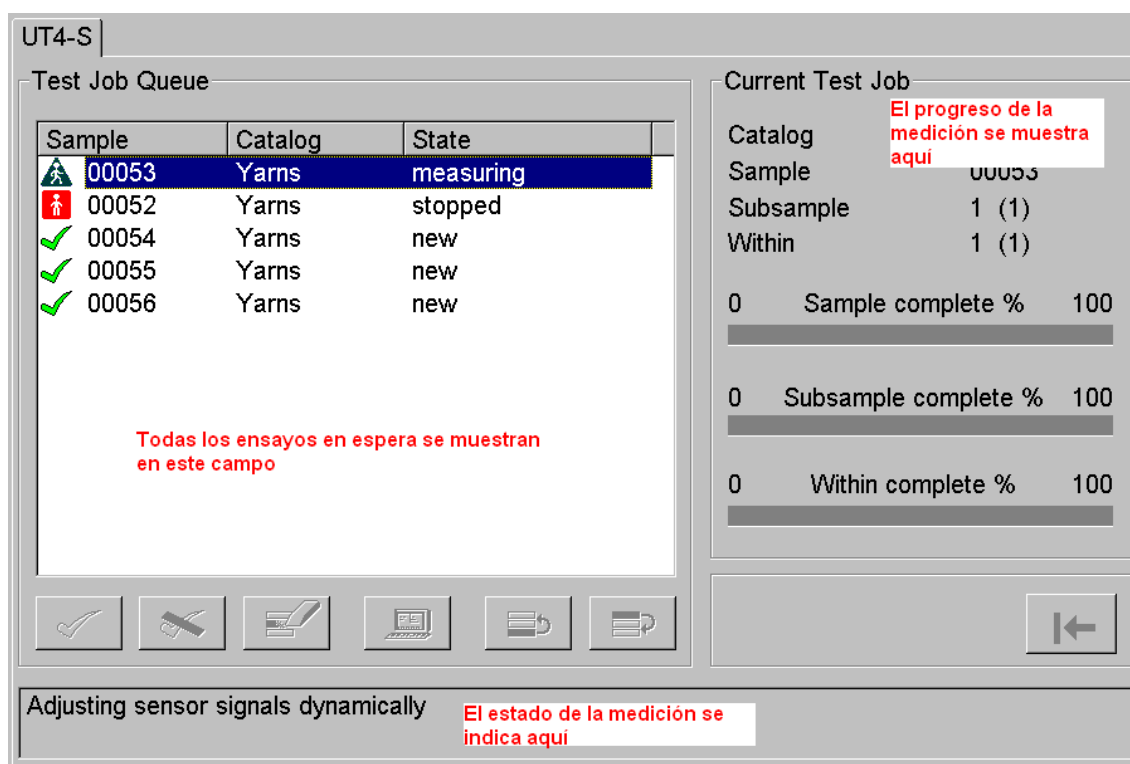 UT4-S
Test Job Queue
Sample Catalog State
00053 Yarns measuring
00052 Yarns stopped
00054 Yarns new
00055 Yarns new
00056 Yarns new
Todas los ensayos en espera se muestran
en este campo
Current Test Job
El progreso de la
medición se muestra
aquí
Catalog
Sample 00053
Subsample 1 (1)
Within 1 (1)
0 Sample complete % 100
0 Subsample complete % 100
0 Within complete % 100
Adjusting sensor signals dynamically
El estado de la medición se
indica aquí